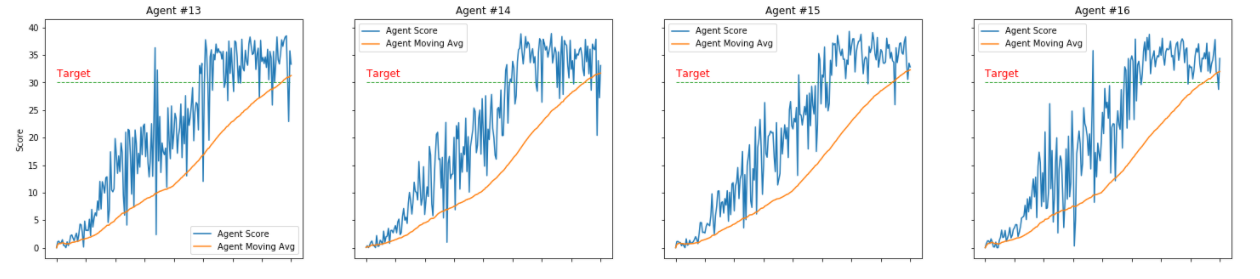 Agent #13
Agent #14
Agent #15
Agent #16
Score
40
35
30
25
20
15
10
5
0
Target
Agent Score
Agent Moving Avg
Agent Score
Agent Moving Avg
Target
Agent Score
Agent Moving Avg
Target
Agent Score
Agent Moving Avg
Target